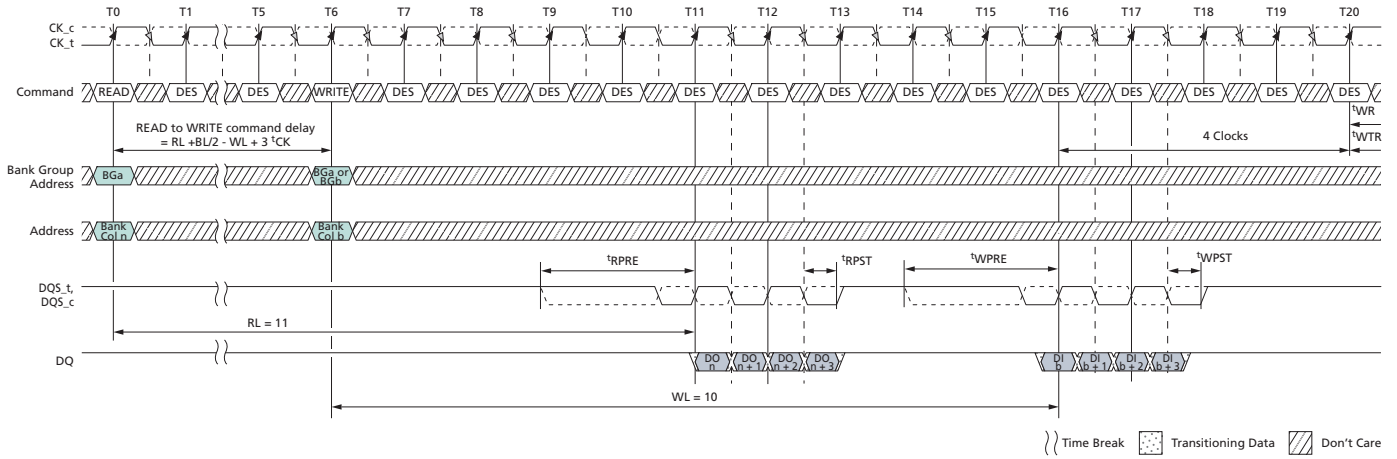 T0 T1 T5 T6 T7 T8 T9 T10 T11 T12 T13 T14 T15 T16 T17 T18 T19 T20
CK_c
CK_t
Command READ DES DES WRITE DES DES DES DES DES DES DES DES DES DES DES DES DES DES
tWR
READ to WRITE command delay
= RL +BL/2 - WL + 3 tCK
4 Clocks tWTR
Bank Group
Address
BGa
BGa or
BGb
Address
Bank
Col n
Bank
Col b
tRPRE tRPST tWPRE tWPST
DQS_t,
DQS_c
RL = 11
DQ
DO
n
DO
n + 1
DO
n + 2
DO
n + 3
DI
b
DI
b + 1
DI
b + 2
DI
b + 3
WL = 10
Time Break Transitioning Data Don't Care